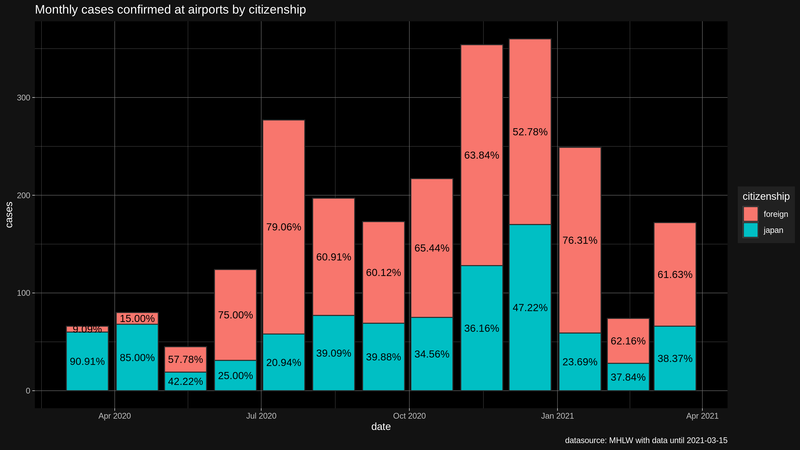 Monthly cases confirmed at airports by citizenship
cases
300
200
100
0
9.09%
90.91%
15.00%
85.00%
57.78%
42.22%
75.00%
25.00%
79.06%
20.94%
60.91%
39.09%
60.12%
39.88%
65.44%
34.56%
63.84%
36.16%
52.78%
47.22%
76.31%
23.69%
62.16%
37.84%
61.63%
38.37%
citizenship
foreign
japan
Apr 2020
Jul 2020
Oct 2020
Jan 2021
Apr 2021
date
datasource: MHLW with data until 2021-03-15